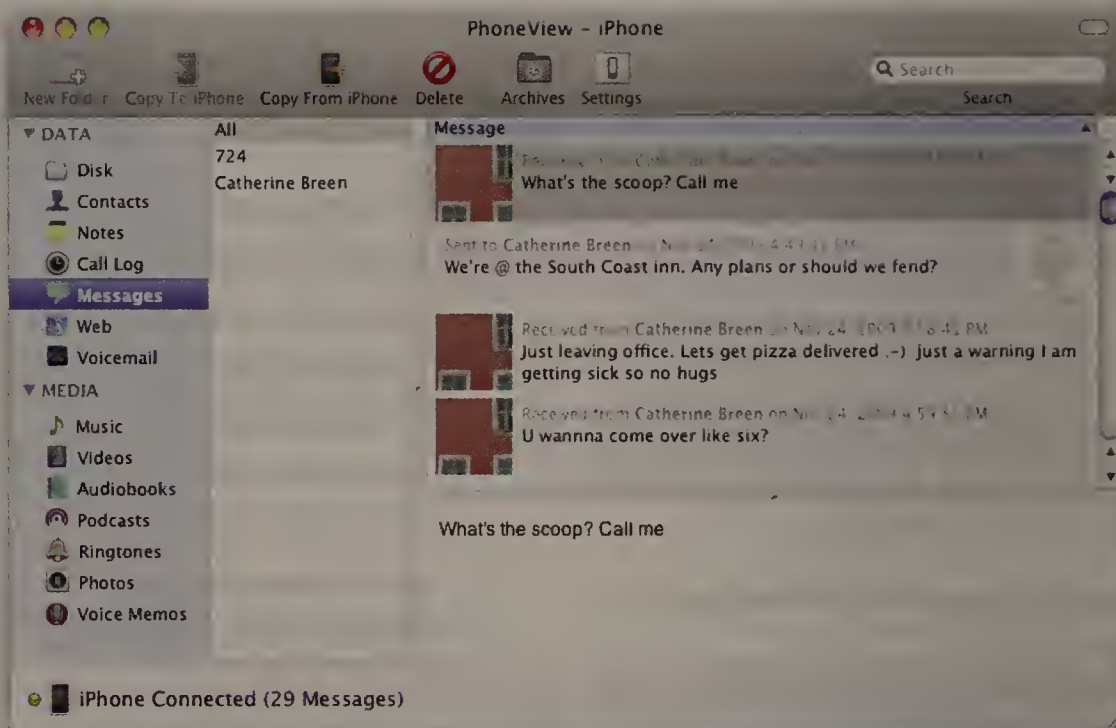 PhoneView - iPhone
New Folder Copy To iPhone Copy From iPhone Delete Archives Settings
Search
Search
DATA
Disk
Contacts
Notes
Call Log
Messages
Web
Voicemail
MEDIA
Music
Videos
Audiobooks
Podcasts
Ringtones
Photos
Voice Memos
All
724
Catherine Breen
Message
What's the scoop? Call me
Sent to Catherine Breen
We're @ the South Coast inn. Any plans or should we fend?
Received from Catherine Breen on Nov 24, PM
Just leaving office. Lets get pizza delivered .-) just a warning I am
getting sick so no hugs
Received from Catherine Breen on
U wannna come over like six?
What's the scoop? Call me
iPhone Connected (29 Messages)